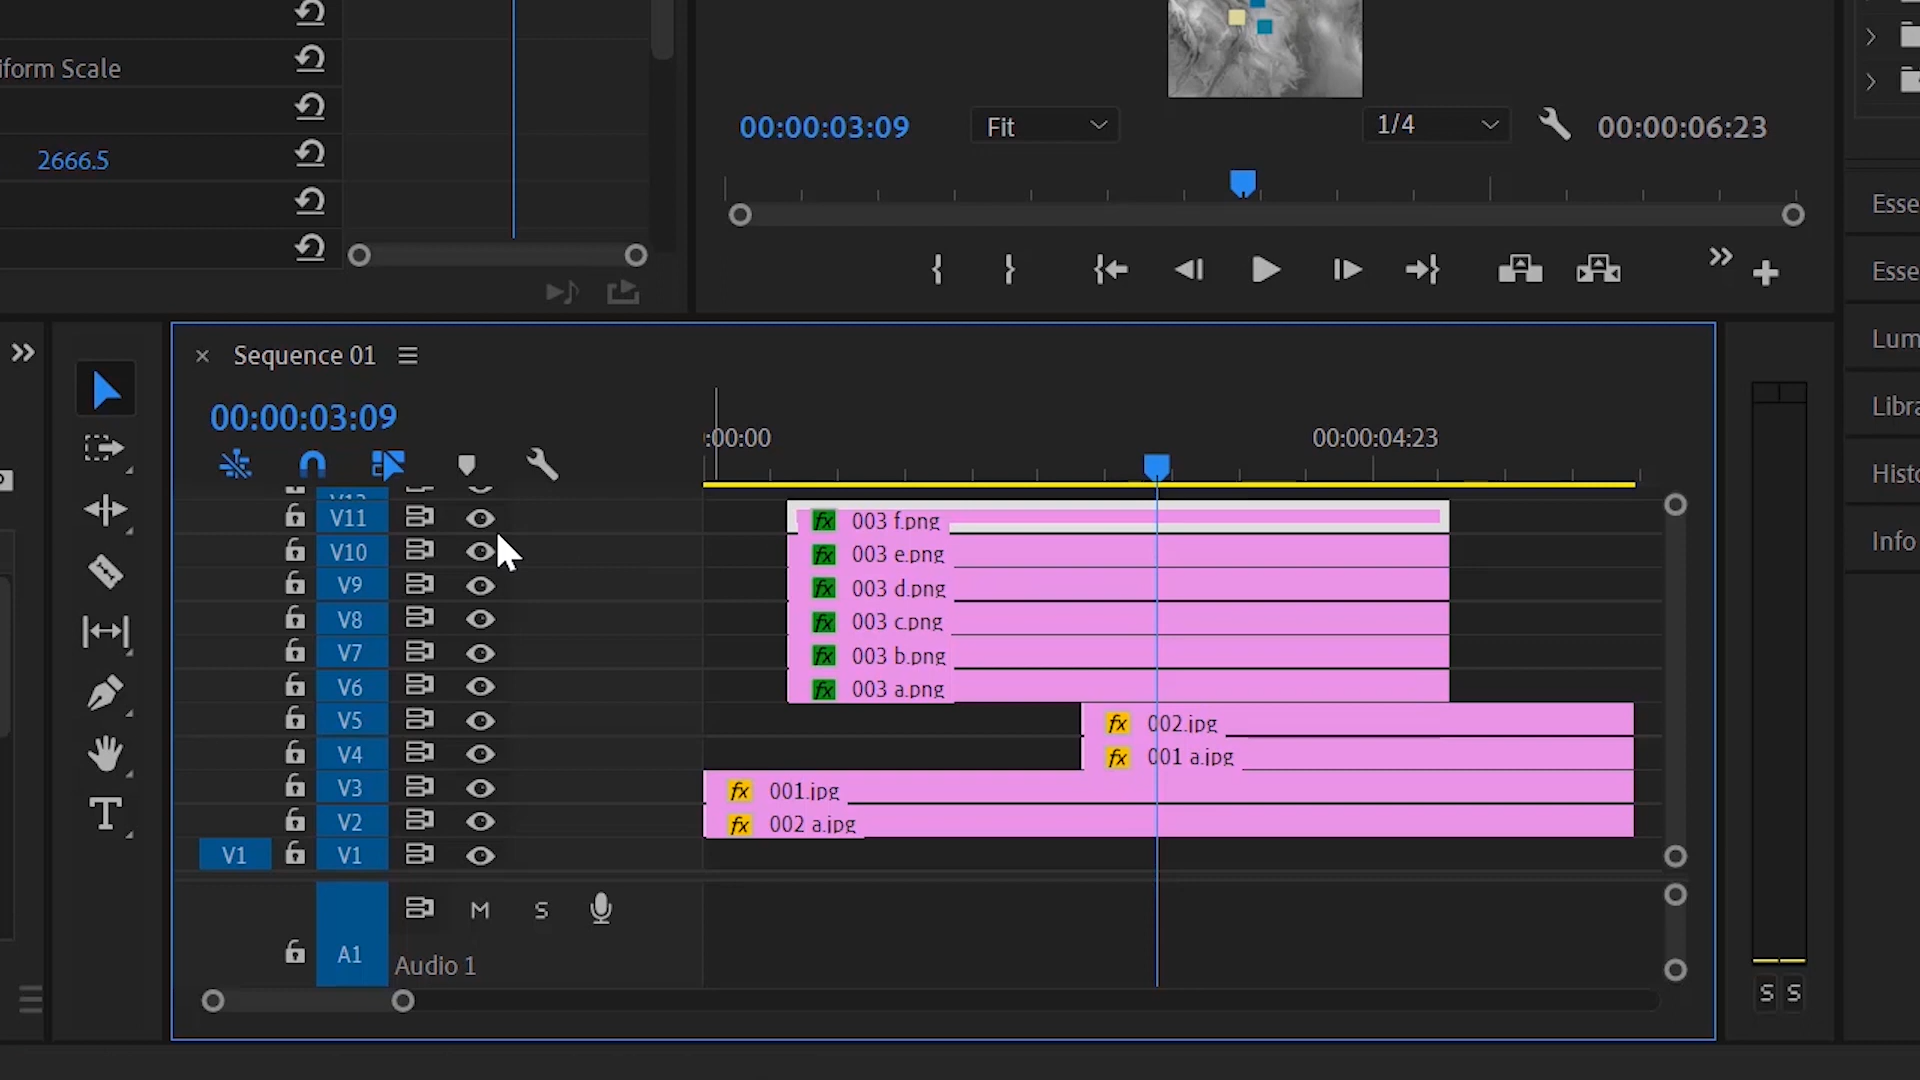 iform Scale
2666.5
00:00:03:09
Fit
1/4
00:00:06:23
Esse
Esse
Lum
Libra
Histo
Info
Sequence 01
00:00:03:09
:00:00
00:00:04:23
V11
003 f.png
V10
003 e.png
V9
003 d.png
V8
003 c.png
V7
003 b.png
V6
003 a.png
V5
002.jpg
V4
001 a.jpg
V3
001.jpg
V2
002 a.jpg
V1
V1
M
S
A1
Audio 1
S
S